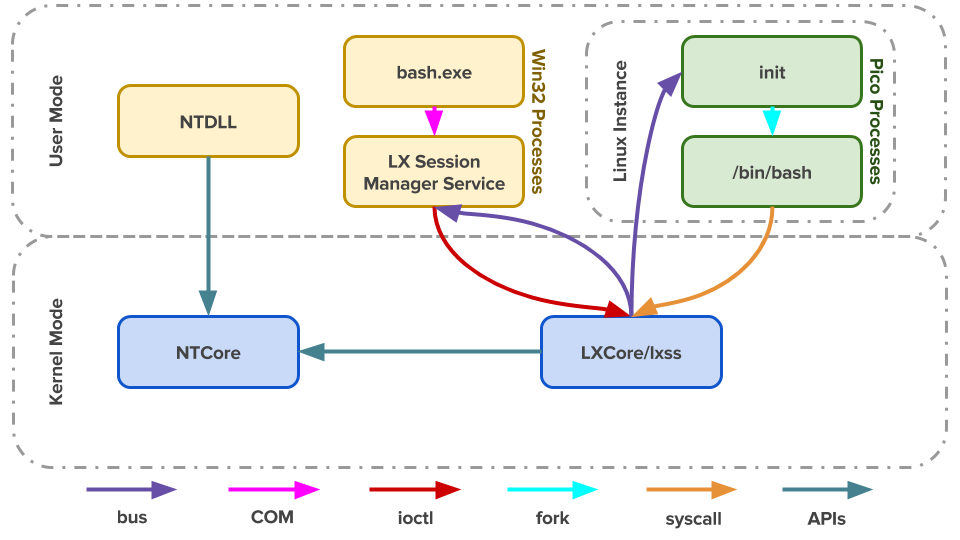 User Mode
NTDLL
bash.exe
LX Session
Manager Service
Win32 Processes
Linux Instance
init
/bin/bash
Pico Processes
Kernel Mode
NTCore
LXCore/lxss
bus
COM
ioctl
fork
syscall
APIs